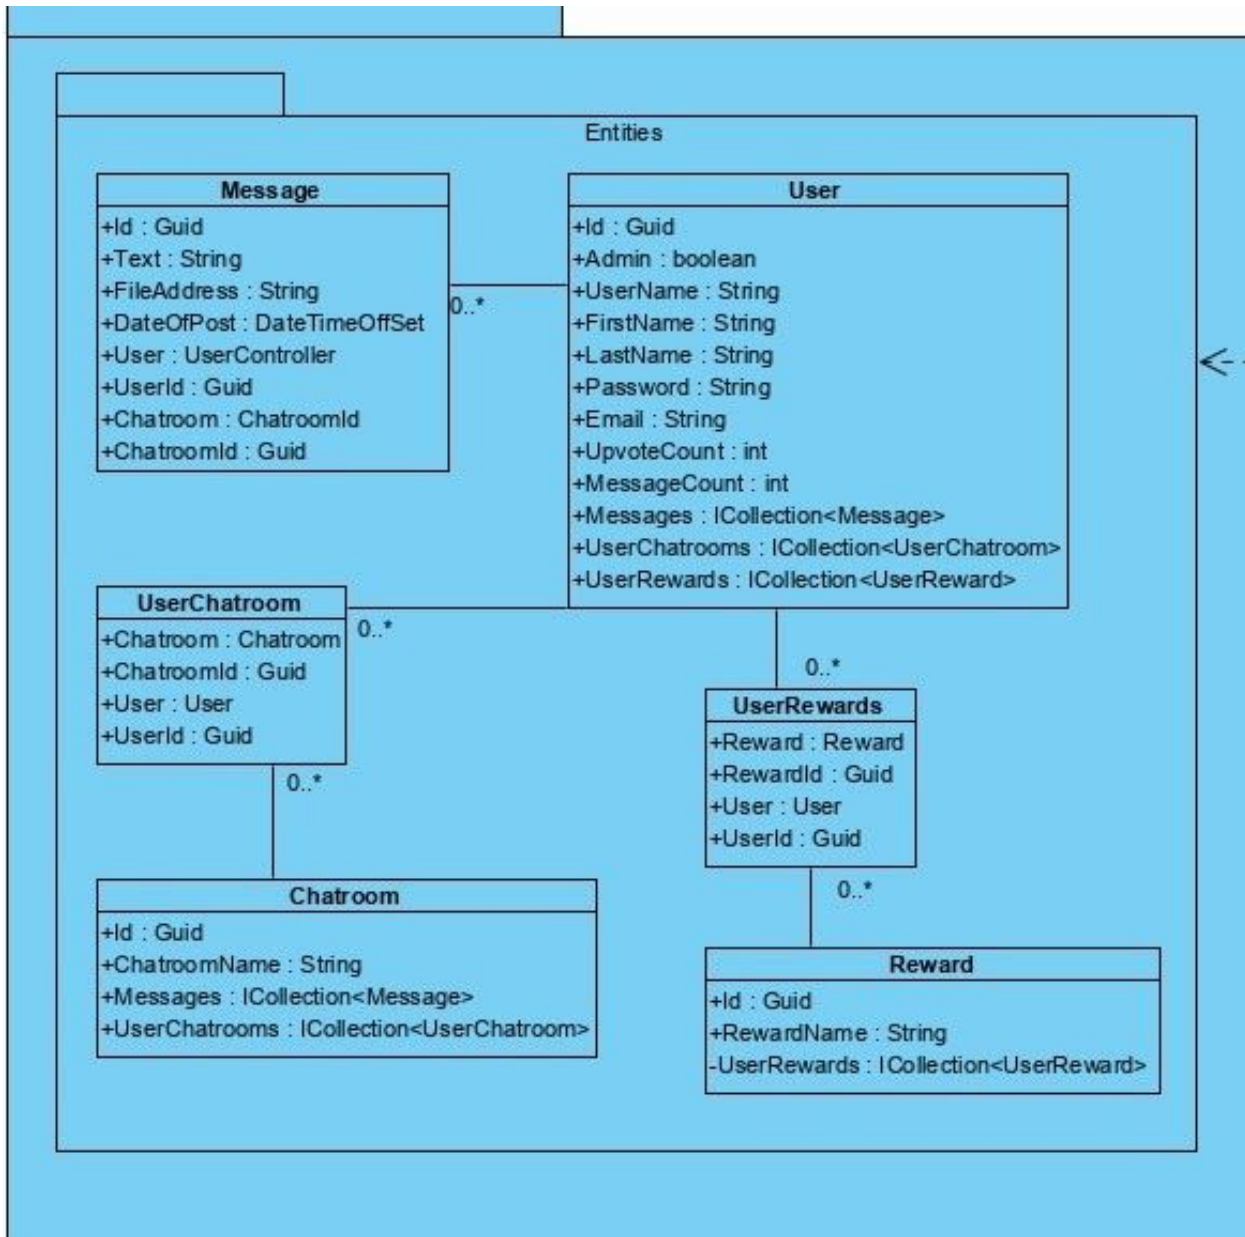 Entities
Message
+Id : Guid
+Text : String
+FileAddress : String
+DateOfPost : DateTimeOffSet
+User : UserController
+UserId : Guid
+Chatroom : ChatroomId
+ChatroomId : Guid
0..*
User
+Id : Guid
+Admin : boolean
+UserName : String
+FirstName : String
+LastName : String
+Password : String
+Email : String
+UpvoteCount : int
+MessageCount : int
+Messages : ICollection<Message>
+UserChatrooms : ICollection<UserChatroom>
+UserRewards : ICollection<UserReward>
UserChatroom
+Chatroom : Chatroom
+ChatroomId : Guid
+User : User
+UserId : Guid
0..*
0..*
0..*
UserRewards
+Reward : Reward
+RewardId : Guid
+User : User
+UserId : Guid
0..*
Chatroom
+Id : Guid
+ChatroomName : String
+Messages : ICollection<Message>
+UserChatrooms : ICollection<UserChatroom>
Reward
+Id : Guid
+RewardName : String
-UserRewards : ICollection<UserReward>